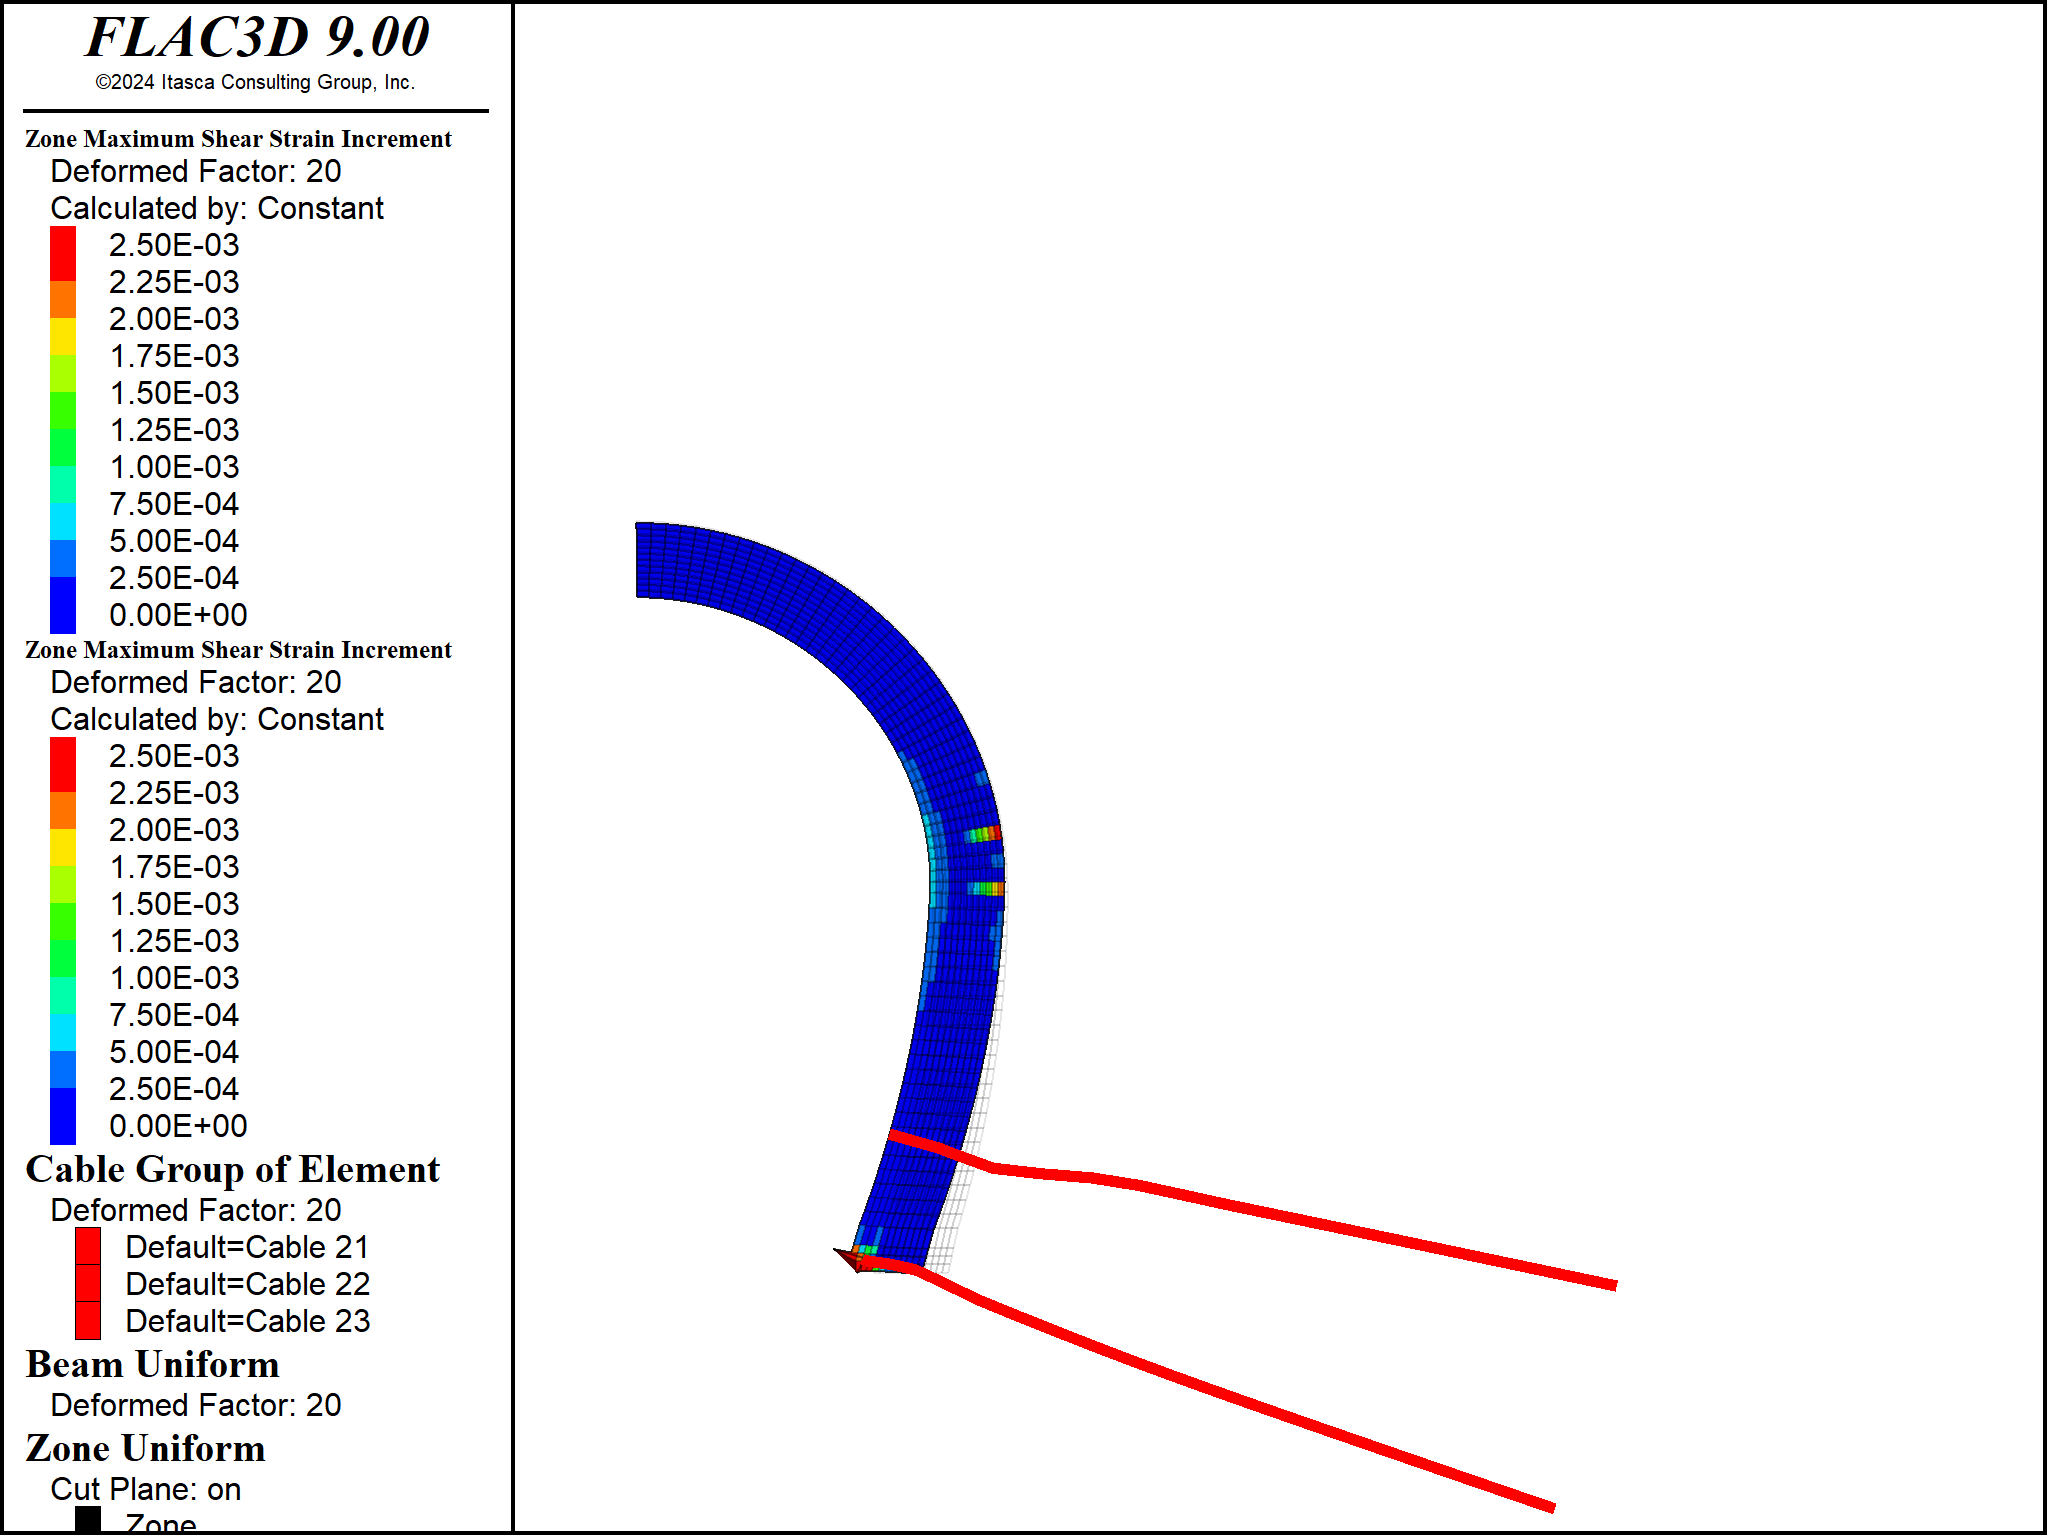 FLAC3D 9.00
©2024 Itasca Consulting Group, Inc.
Zone Maximum Shear Strain Increment
Deformed Factor: 20
Calculated by: Constant
2.50E-03
2.25E-03
2.00E-03
1.75E-03
1.50E-03
1.25E-03
1.00E-03
7.50E-04
5.00E-04
2.50E-04
0.00E+00
Zone Maximum Shear Strain Increment
Deformed Factor: 20
Calculated by: Constant
2.50E-03
2.25E-03
2.00E-03
1.75E-03
1.50E-03
1.25E-03
1.00E-03
7.50E-04
5.00E-04
2.50E-04
0.00E+00
Cable Group of Element
Deformed Factor: 20
Default=Cable 21
Default=Cable 22
Default=Cable 23
Beam Uniform
Deformed Factor: 20
Zone Uniform
Cut Plane: on
Zone